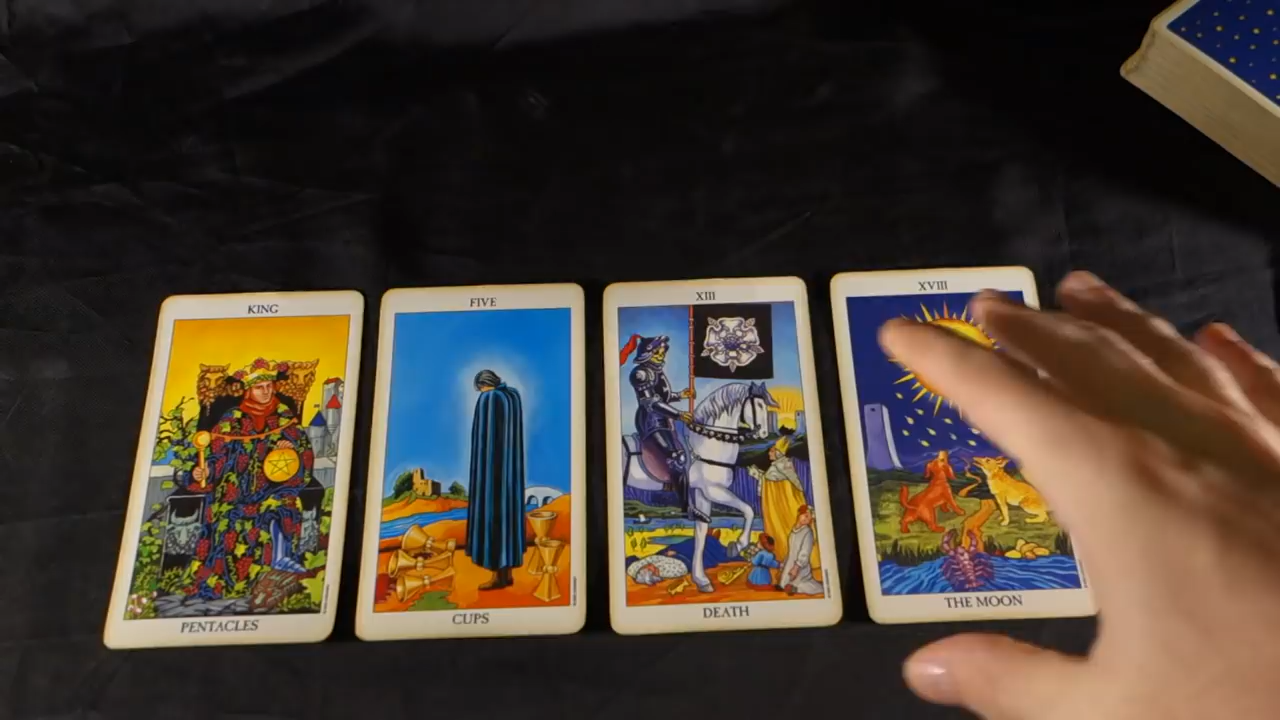 KING
PENTACLES
FIVE
CUPS
XIII
DEATH
XVIII
THE MOON